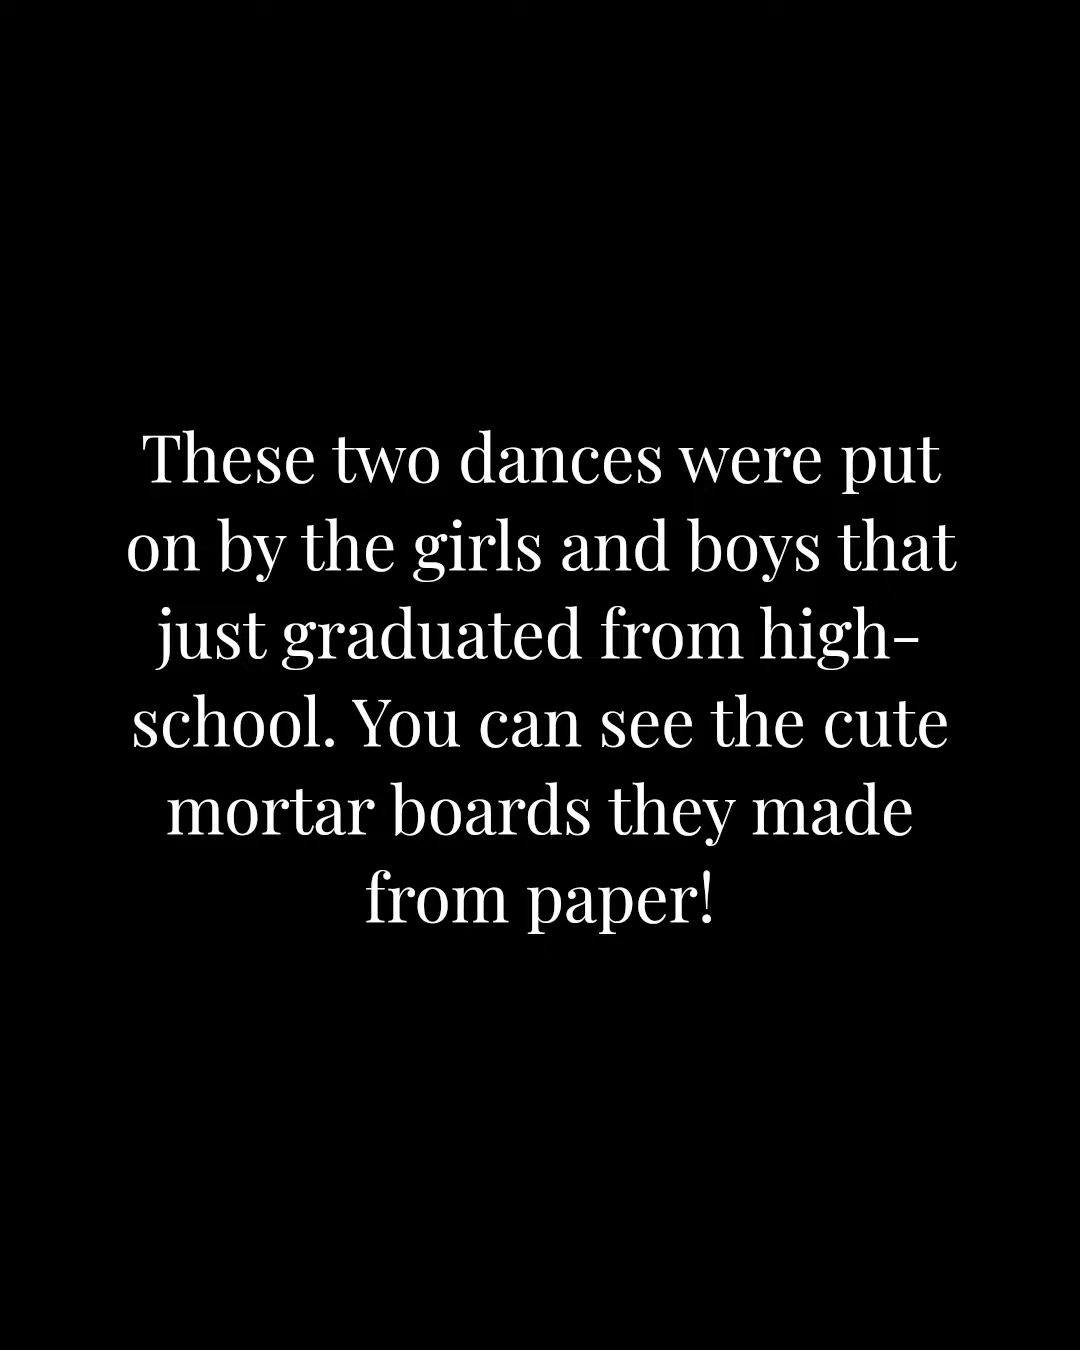 These two dances were put
on by the girls and boys that
just graduated from high-
school. You can see the cute
mortar boards they made
from paper!